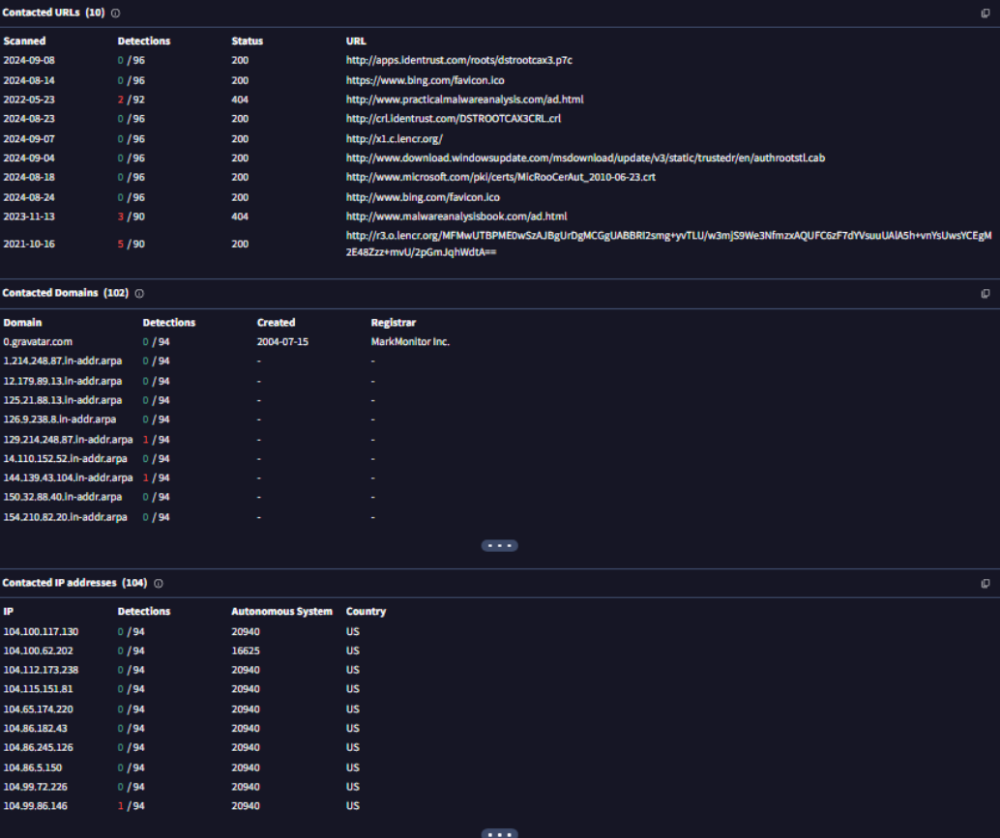 Contacted URLs (10)
Scanned Detections Status URL
2024-09-08 0 / 96 200 http://apps.identrust.com/roots/dstrootcax3.p7c
2024-08-14 0 / 96 200 https://www.bing.com/favicon.ico
2022-05-23 2 / 92 404 http://www.practicalmalwareanalysis.com/ad.html
2024-08-23 0 / 96 200 http://crl.identrust.com/DSTROOTCAX3CRL.crl
2024-09-07 0 / 96 200 http://x1.c.lencr.org/
2024-09-04 0 / 96 200 http://www.download.windowsupdate.com/msdownload/update/v3/static/trustedr/en/authrootstl.cab
2024-08-18 0 / 96 200 http://www.microsoft.com/pki/certs/MicRooCerAut_2010-06-23.crt
2024-08-24 0 / 96 200 http://www.bing.com/favicon.ico
2023-11-13 3 / 90 404 http://www.malwareanalysisbook.com/ad.html
2021-10-16 5 / 90 200 http://r3.o.lencr.org/MFMwUTBPME0wSzAJBgUrDgMCGgUABBRI2smg+yvTLU/w3mjS9We3NfmzxAQUFC6zF7dYVsuuUAlA5h+vnYsUwsYCEgM
2E48Zzz+mvU/2pGmJqhWdtA==
Contacted Domains (102)
Domain Detections Created Registrar
0.gravatar.com 0 / 94 2004-07-15 MarkMonitor Inc.
1.214.248.87.in-addr.arpa 0 / 94 - -
12.179.89.13.in-addr.arpa 0 / 94 - -
125.21.88.13.in-addr.arpa 0 / 94 - -
126.9.238.8.in-addr.arpa 0 / 94 - -
129.214.248.87.in-addr.arpa 1 / 94 - -
14.110.152.52.in-addr.arpa 0 / 94 - -
144.139.43.104.in-addr.arpa 1 / 94 - -
150.32.88.40.in-addr.arpa 0 / 94 - -
154.210.82.20.in-addr.arpa 0 / 94 - -
Contacted IP addresses (104)
IP Detections Autonomous System Country
104.100.117.130 0 / 94 20940 US
104.100.62.202 0 / 94 16625 US
104.112.173.238 0 / 94 20940 US
104.115.151.81 0 / 94 20940 US
104.65.174.220 0 / 94 20940 US
104.86.182.43 0 / 94 20940 US
104.86.245.126 0 / 94 20940 US
104.86.5.150 0 / 94 20940 US
104.99.72.226 0 / 94 20940 US
104.99.86.146 1 / 94 20940 US